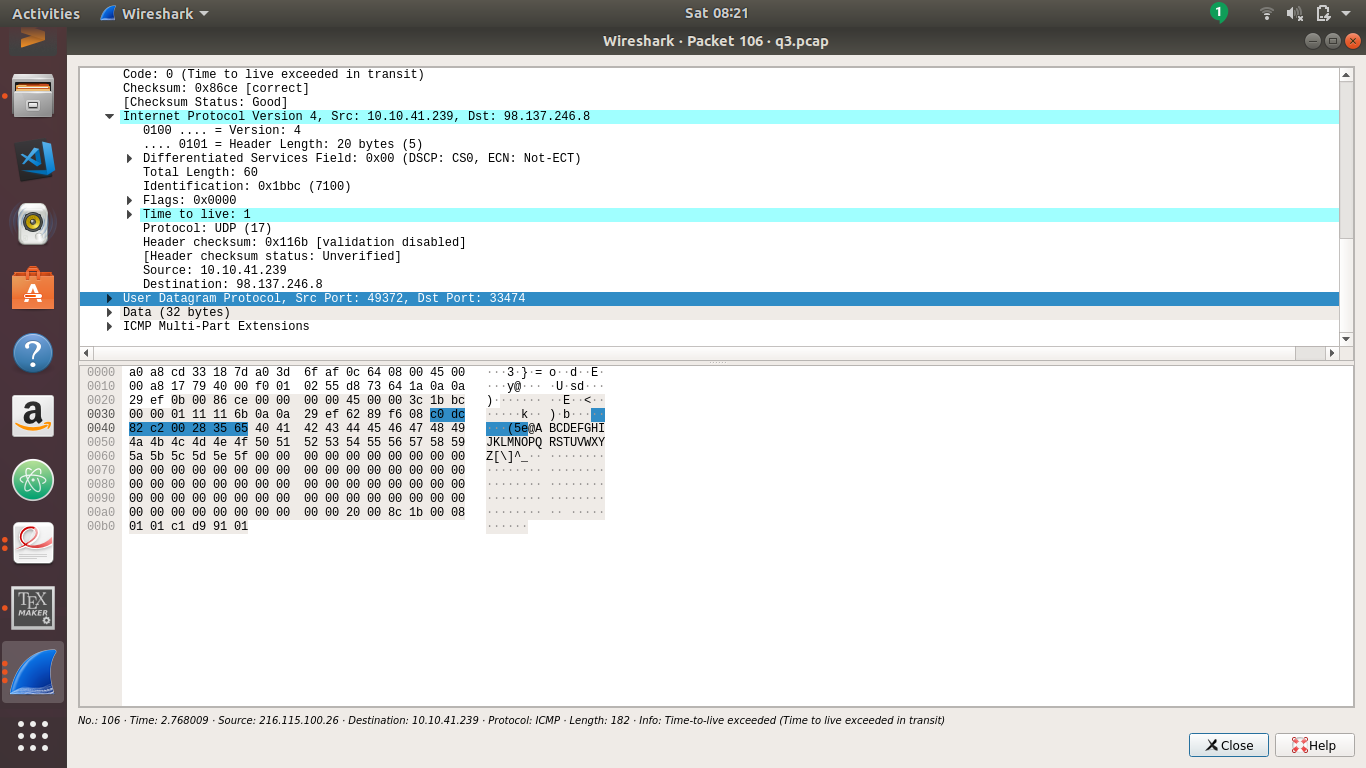 Activities Wireshark Sat 08:21 1
Wireshark · Packet 106 · q3.pcap
Code: 0 (Time to live exceeded in transit)
Checksum: 0x86ce [correct]
[Checksum Status: Good]
Internet Protocol Version 4, Src: 10.10.41.239, Dst: 98.137.246.8
0100 .... = Version: 4
.... 0101 = Header Length: 20 bytes (5)
Differentiated Services Field: 0x00 (DSCP: CS0, ECN: Not-ECT)
Total Length: 60
Identification: 0x1bbc (7100)
Flags: 0x0000
Time to live: 1
Protocol: UDP (17)
Header checksum: 0x116b [validation disabled]
[Header checksum status: Unverified]
Source: 10.10.41.239
Destination: 98.137.246.8
User Datagram Protocol, Src Port: 49372, Dst Port: 33474
Data (32 bytes)
ICMP Multi-Part Extensions
0000 a0 a8 cd 33 18 7d a0 3d 6f af 0c 64 08 00 45 00 ···3·}·= o··d··E·
0010 00 a8 17 79 40 00 f0 01 02 55 d8 73 64 1a 0a 0a ···y@··· ·U·sd···
0020 29 ef 0b 00 86 ce 00 00 00 00 45 00 00 3c 1b bc )······· ··E··<··
0030 00 00 01 11 11 6b 0a 0a 29 ef 62 89 f6 08 c0 dc ·····k·· )·b·····
0040 82 c2 00 28 35 65 40 41 42 43 44 45 46 47 48 49 ···(5e@A BCDEFGHI
0050 4a 4b 4c 4d 4e 4f 50 51 52 53 54 55 56 57 58 59 JKLMNOPQ RSTUVWXY
0060 5a 5b 5c 5d 5e 5f 00 00 00 00 00 00 00 00 00 00 Z[\]^_·· ········
0070 00 00 00 00 00 00 00 00 00 00 00 00 00 00 00 00 ········ ········
0080 00 00 00 00 00 00 00 00 00 00 00 00 00 00 00 00 ········ ········
0090 00 00 00 00 00 00 00 00 00 00 00 00 00 00 00 00 ········ ········
00a0 00 00 00 00 00 00 00 00 00 00 20 00 8c 1b 00 08 ········ ·· ·····
00b0 01 01 c1 d9 91 01 ······
TEX
MAKER
No.: 106 · Time: 2.768009 · Source: 216.115.100.26 · Destination: 10.10.41.239 · Protocol: ICMP · Length: 182 · Info: Time-to-live exceeded (Time to live exceeded in transit)
Close Help